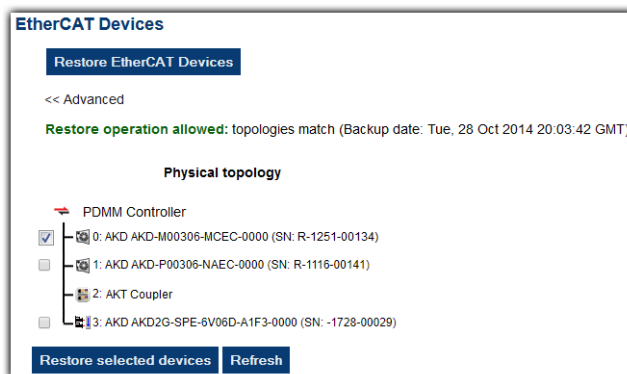 EtherCAT Devices
Restore EtherCAT Devices
<< Advanced
Restore operation allowed: topologies match (Backup date: Tue, 28 Oct 2014 20:03:42 GMT)
Physical topology
PDMM Controller
0: AKD AKD-M00306-MCEC-0000 (SN: R-1251-00134)
1: AKD AKD-P00306-NAEC-0000 (SN: R-1116-00141)
2: AKT Coupler
3: AKD AKD2G-SPE-6V06D-A1F3-0000 (SN: -1728-00029)
Restore selected devices Refresh